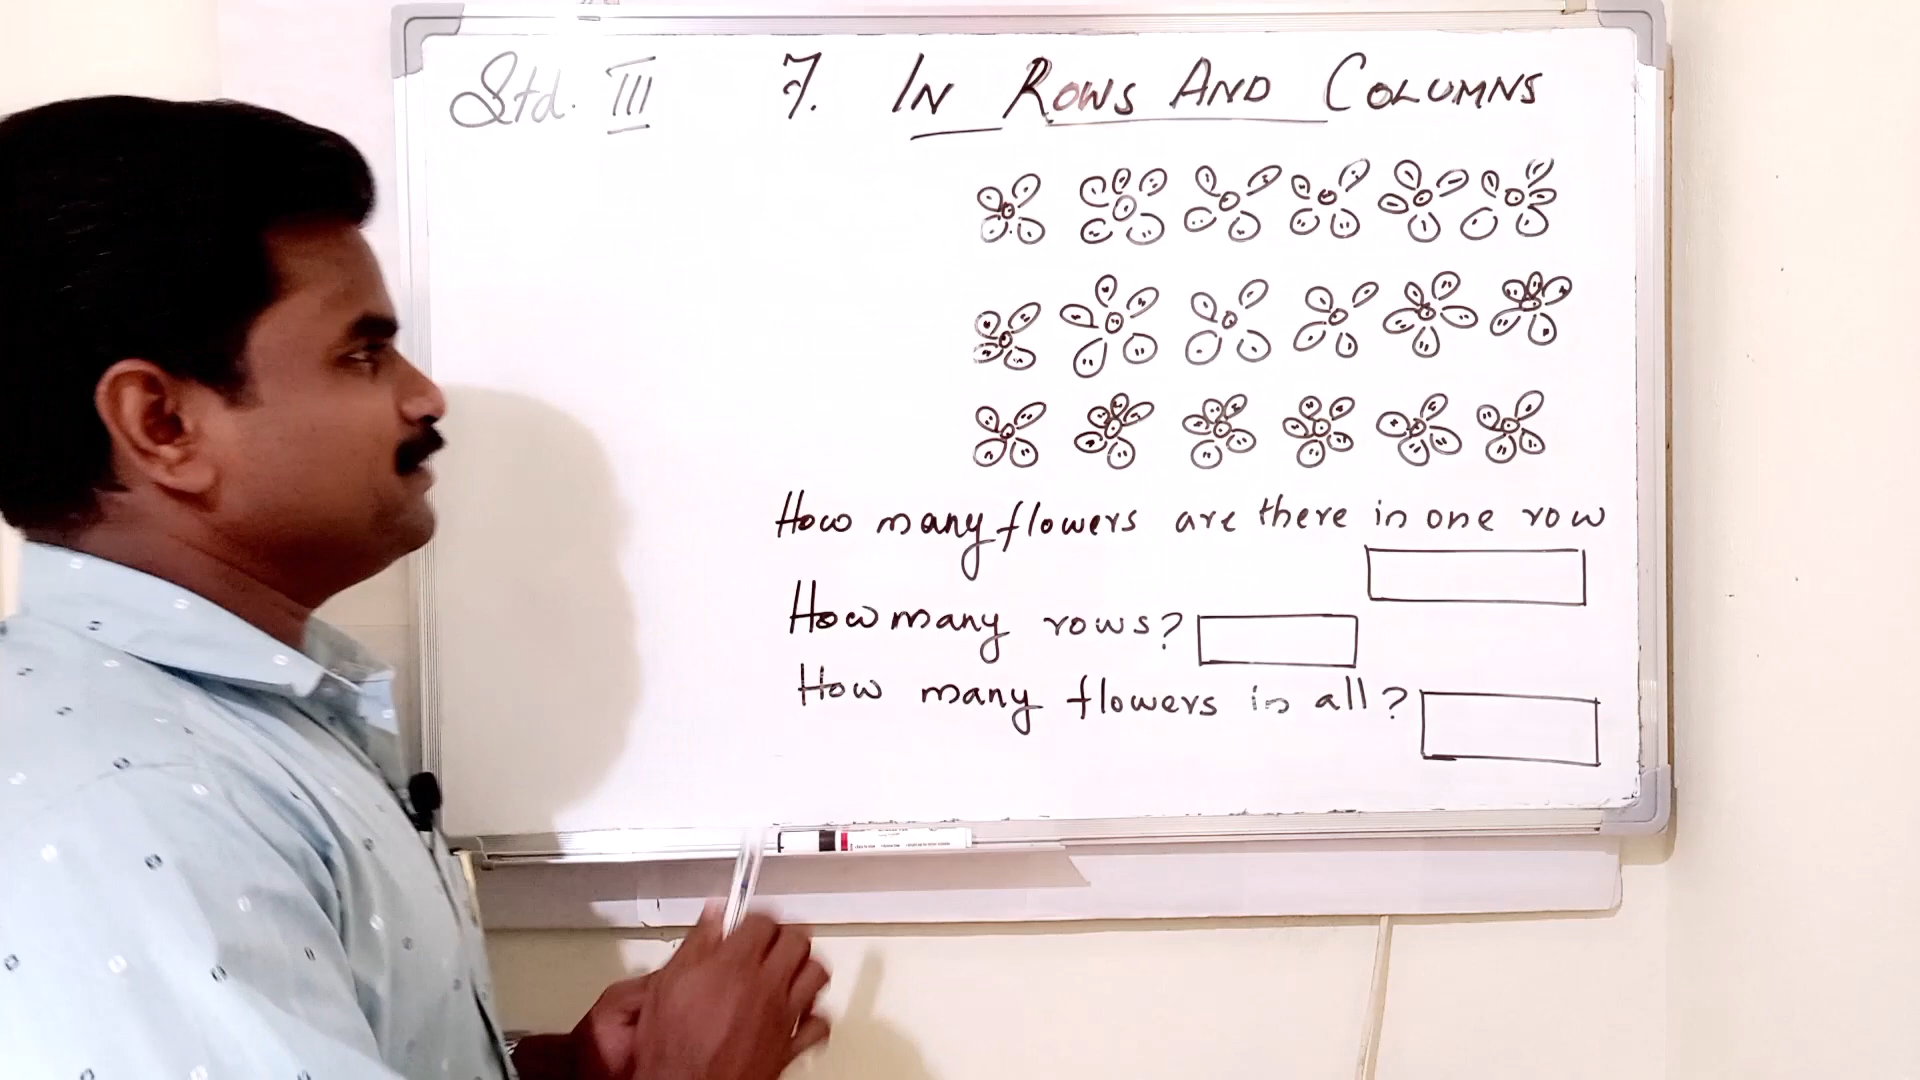 Std. III 7. IN ROWS AND COLUMNS
How many flowers are there in one row
How many rows?
How many flowers in all?